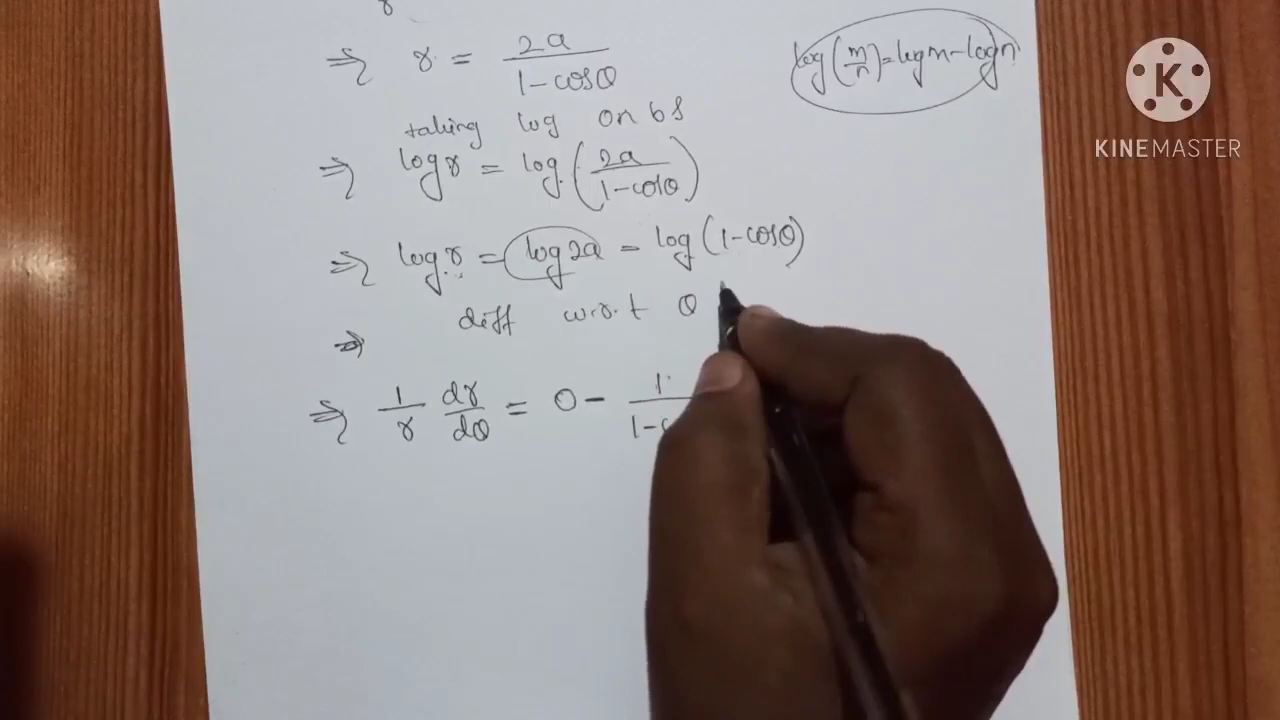 ⇒ r = 2a / 1-cosθ
log(m/n) = log m - log n
K
KINEMASTER
taking log on bs
⇒ log r = log (2a / 1-cosθ)
⇒ log r = log 2a - log (1-cosθ)
diff w.r.t θ
⇒
⇒ 1/r dr/dθ = 0 - 1 / 1-c